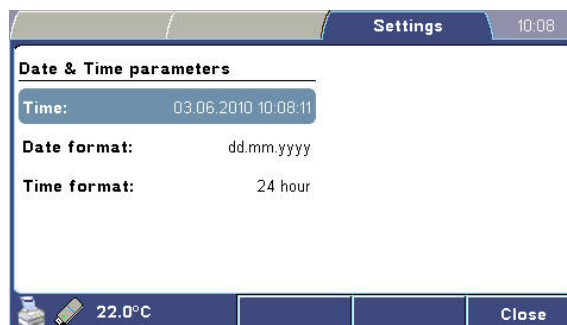 Settings 10:08
Date & Time parameters
Time: 03.06.2010 10:08:11
Date format: dd.mm.yyyy
Time format: 24 hour
22.0°C Close